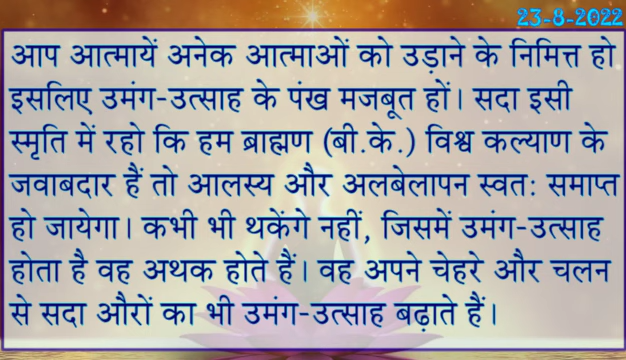 23-8-2022
आप आत्मायें अनेक आत्माओं को उड़ाने के निमित्त हो
इसलिए उमंग-उत्साह के पंख मजबूत हों। सदा इसी
स्मृति में रहो कि हम ब्राह्मण (बी.के.) विश्व कल्याण के
जवाबदार हैं तो आलस्य और अलबेलापन स्वत: समाप्त
हो जायेगा। कभी भी थकेंगे नहीं, जिसमें उमंग-उत्साह
होता है वह अथक होते हैं। वह अपने चेहरे और चलन
से सदा औरों का भी उमंग-उत्साह बढ़ाते हैं।